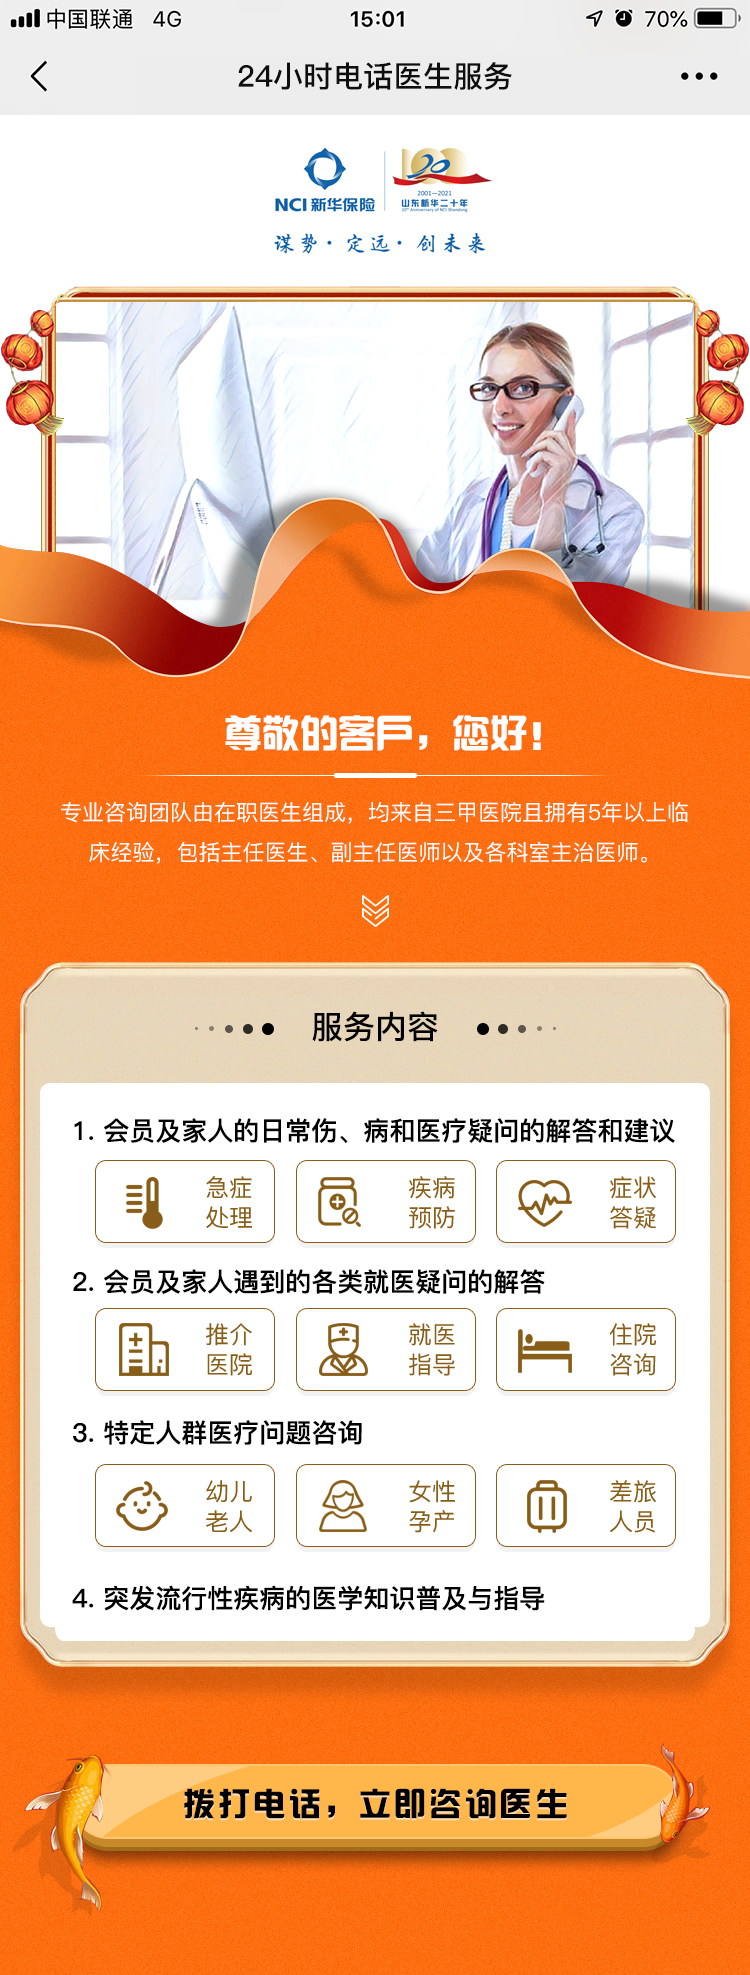 中国联通 4G 15:01 70%
24小时电话医生服务
NCI 新华保险
2001—2021
山东新华二十年
20th Anniversary of NCI Shandong
谋势·定远·创未来
尊敬的客户，您好！
专业咨询团队由在职医生组成，均来自三甲医院且拥有5年以上临
床经验，包括主任医生、副主任医师以及各科室主治医师。
服务内容
1. 会员及家人的日常伤、病和医疗疑问的解答和建议
急症
处理
疾病
预防
症状
答疑
2. 会员及家人遇到的各类就医疑问的解答
推介
医院
就医
指导
住院
咨询
3. 特定人群医疗问题咨询
幼儿
老人
女性
孕产
差旅
人员
4. 突发流行性疾病的医学知识普及与指导
拨打电话，立即咨询医生